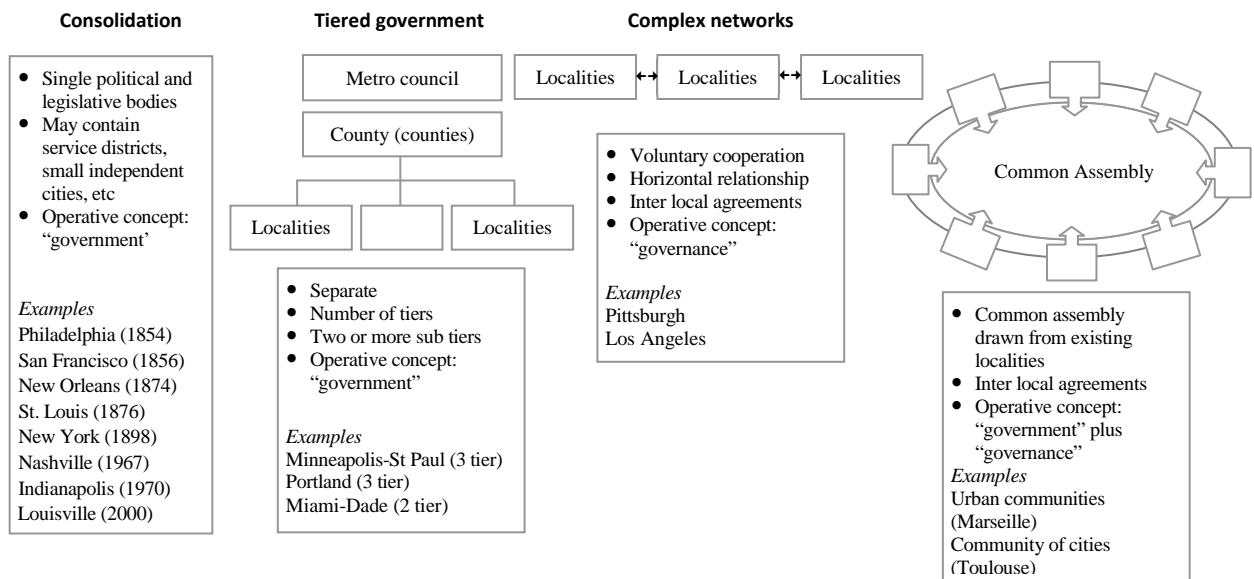 Consolidation
Tiered government
Complex networks
• Single political and
legislative bodies
• May contain
service districts,
small independent
cities, etc
• Operative concept:
“government’
Examples
Philadelphia (1854)
San Francisco (1856)
New Orleans (1874)
St. Louis (1876)
New York (1898)
Nashville (1967)
Indianapolis (1970)
Louisville (2000)
Metro council
County (counties)
Localities
Localities
• Separate
• Number of tiers
• Two or more sub tiers
• Operative concept:
“government”
Examples
Minneapolis-St Paul (3 tier)
Portland (3 tier)
Miami-Dade (2 tier)
Localities
Localities
Localities
• Voluntary cooperation
• Horizontal relationship
• Inter local agreements
• Operative concept:
“governance”
Examples
Pittsburgh
Los Angeles
Common Assembly
• Common assembly
drawn from existing
localities
• Inter local agreements
• Operative concept:
“government” plus
“governance”
Examples
Urban communities
(Marseille)
Community of cities
(Toulouse)